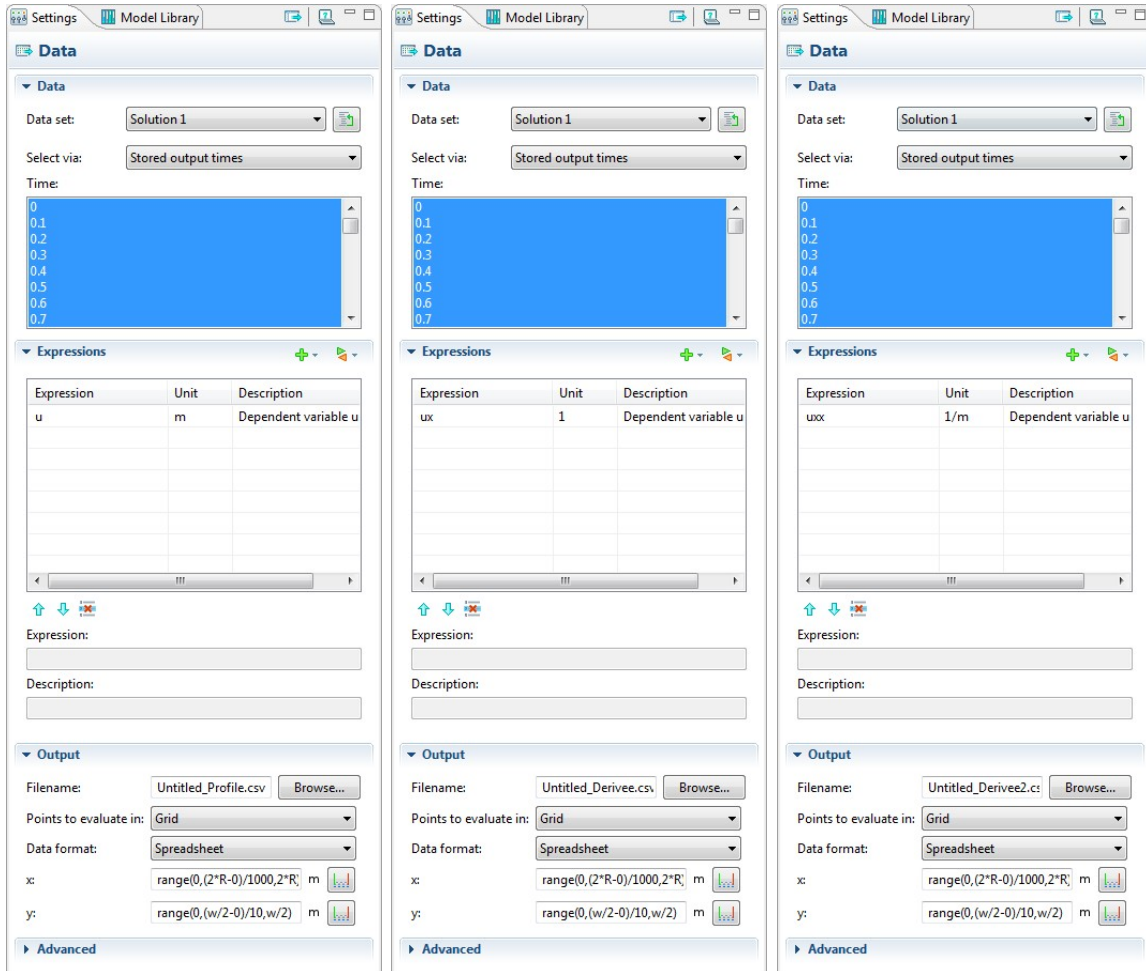 Settings Model Library
Data
Data
Data set: Solution 1
Select via: Stored output times
Time:
0
0.1
0.2
0.3
0.4
0.5
0.6
0.7
Expressions
Expression Unit Description
u m Dependent variable u
Expression:
Description:
Output
Filename: Untitled_Profile.csv Browse...
Points to evaluate in: Grid
Data format: Spreadsheet
x: range(0,(2*R-0)/1000,2*R) m
y: range(0,(w/2-0)/10,w/2) m
Advanced
Settings Model Library
Data
Data
Data set: Solution 1
Select via: Stored output times
Time:
0
0.1
0.2
0.3
0.4
0.5
0.6
0.7
Expressions
Expression Unit Description
ux 1 Dependent variable u
Expression:
Description:
Output
Filename: Untitled_Derivee.csv Browse...
Points to evaluate in: Grid
Data format: Spreadsheet
x: range(0,(2*R-0)/1000,2*R) m
y: range(0,(w/2-0)/10,w/2) m
Advanced
Settings Model Library
Data
Data
Data set: Solution 1
Select via: Stored output times
Time:
0
0.1
0.2
0.3
0.4
0.5
0.6
0.7
Expressions
Expression Unit Description
uxx 1/m Dependent variable u
Expression:
Description:
Output
Filename: Untitled_Derivee2.cs Browse...
Points to evaluate in: Grid
Data format: Spreadsheet
x: range(0,(2*R-0)/1000,2*R) m
y: range(0,(w/2-0)/10,w/2) m
Advanced